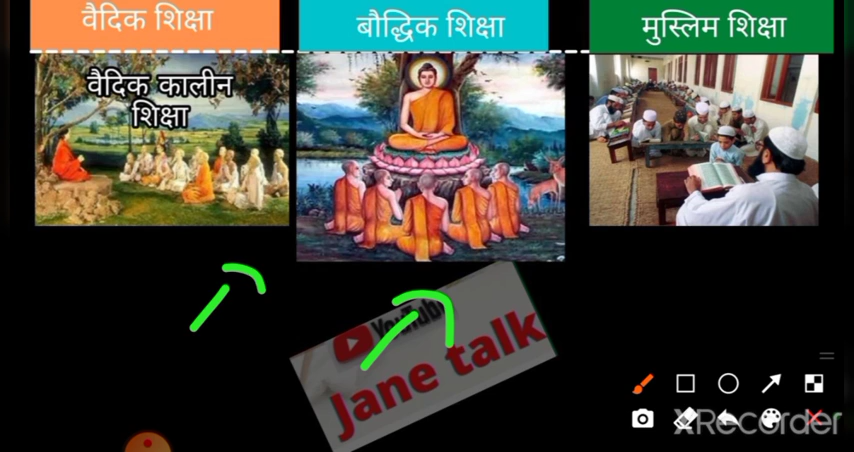 वैदिक शिक्षा
बौद्धिक शिक्षा
मुस्लिम शिक्षा
वैदिक कालीन
शिक्षा
YouTube
Jane talk
XRecorder